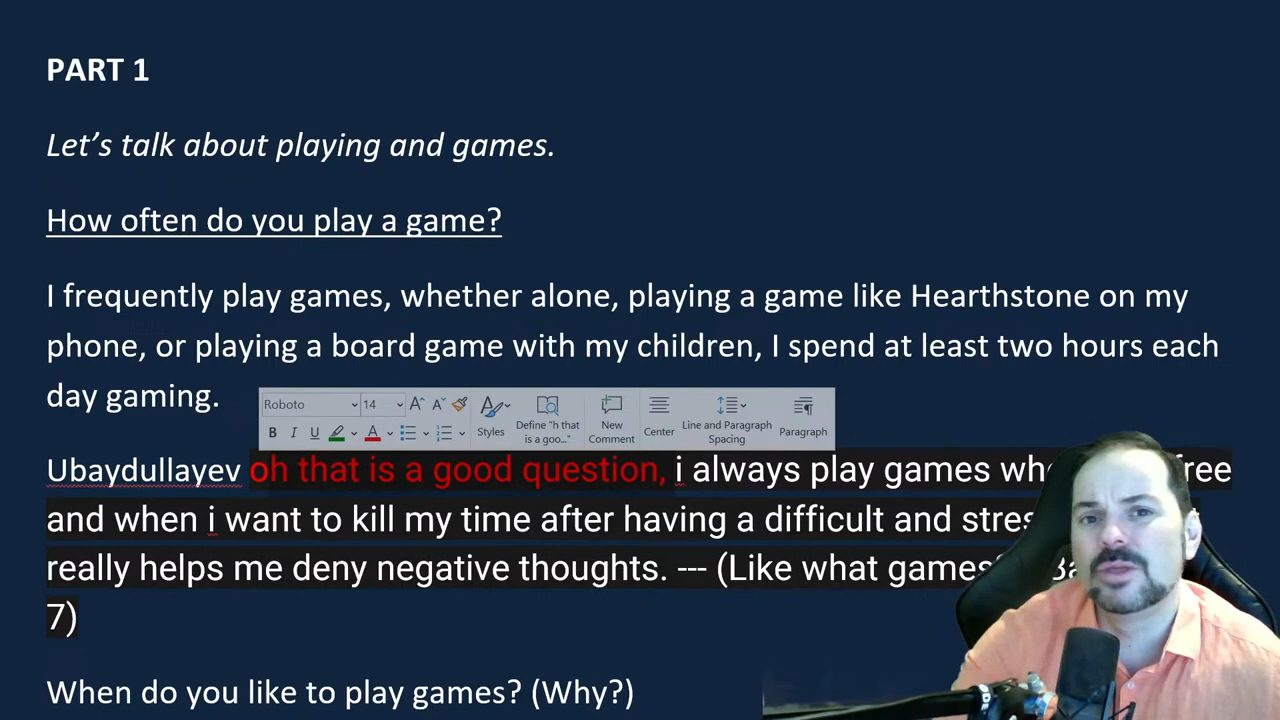 PART 1
Let's talk about playing and games.
How often do you play a game?
I frequently play games, whether alone, playing a game like Hearthstone on my
phone, or playing a board game with my children, I spend at least two hours each
day gaming.
Roboto 14 A A
B I U A Styles Define "h that is a goo..." New Comment Center Line and Paragraph Spacing Paragraph
Ubaydullayev oh that is a good question, i always play games free
and when i want to kill my time after having a difficult and
really helps me deny negative thoughts. --- (Like what games
7)
When do you like to play games? (Why?)